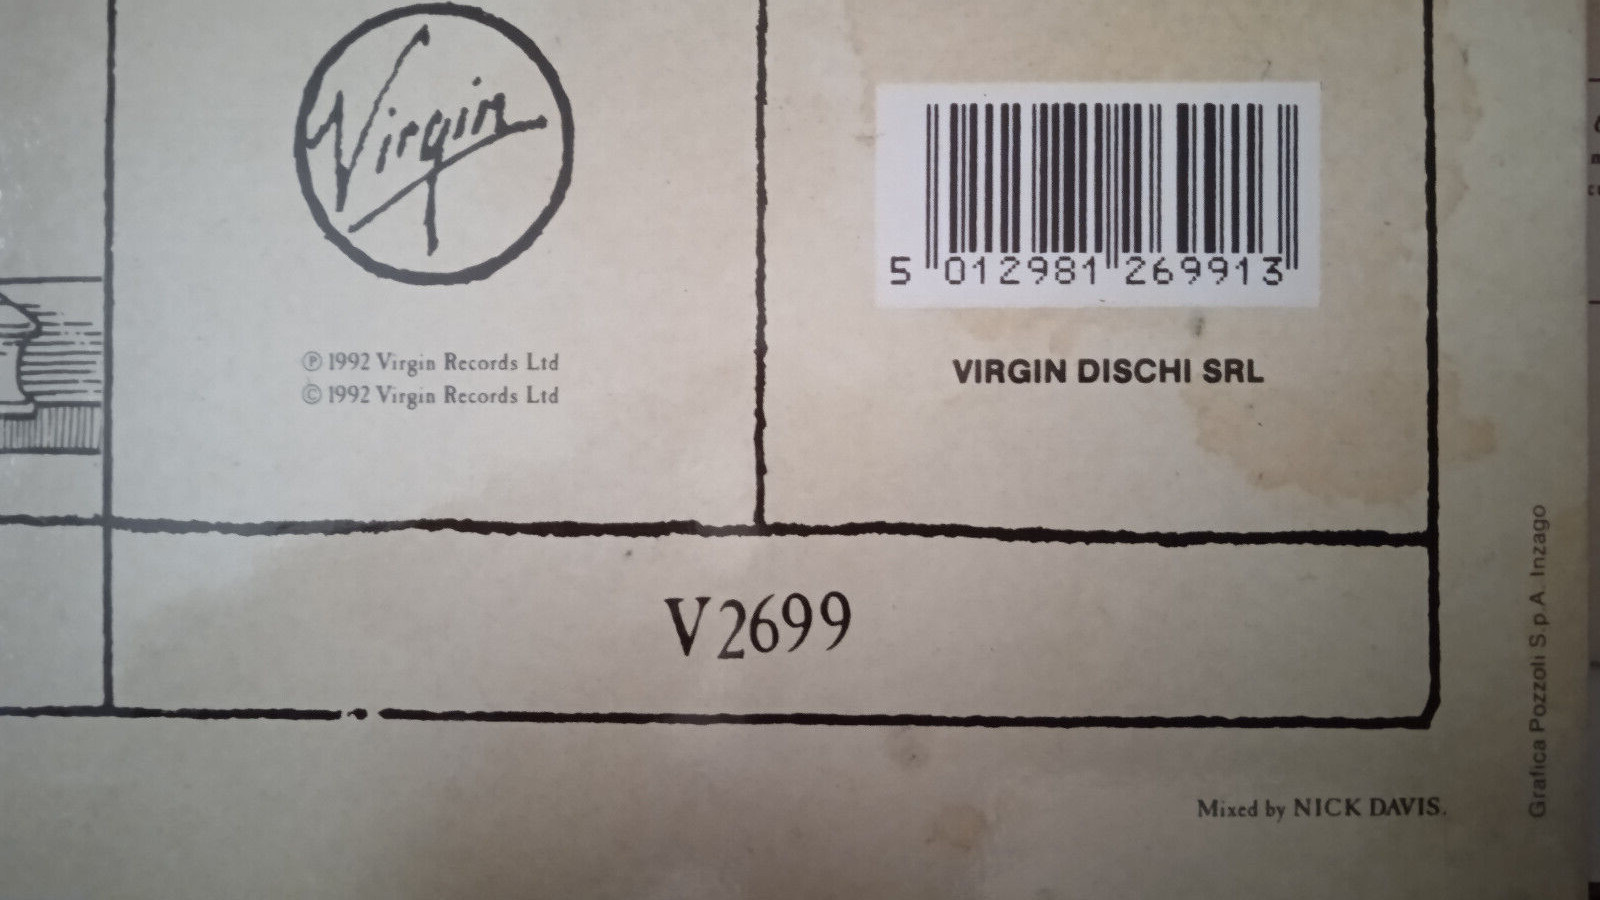 Virgin
℗ 1992 Virgin Records Ltd
© 1992 Virgin Records Ltd
5 012981 269913
VIRGIN DISCHI SRL
V2699
Mixed by NICK DAVIS.
Grafica Pozzoli S.p.A. Inzago